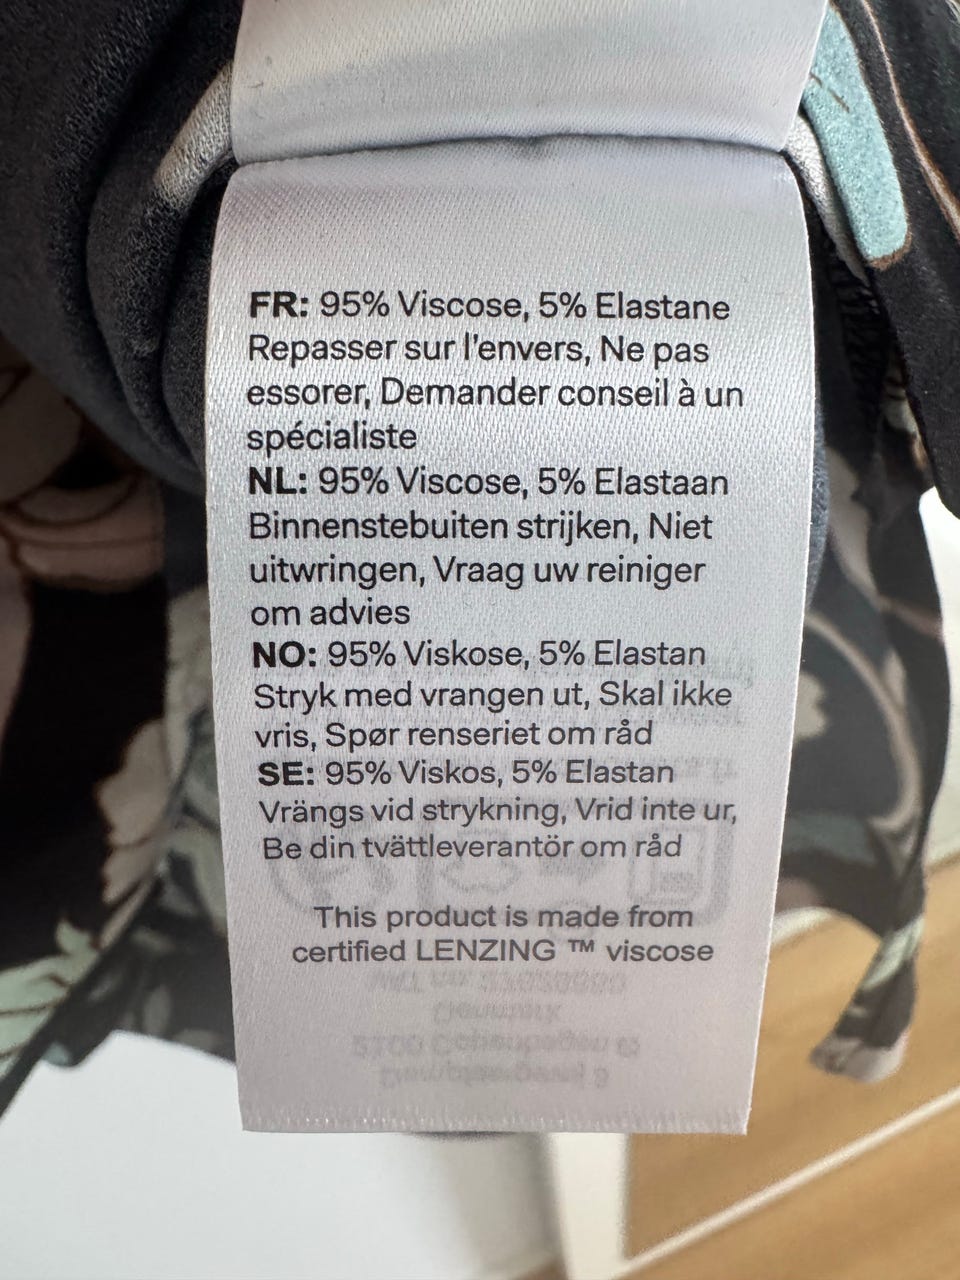 FR: 95% Viscose, 5% Elastane
Repasser sur l'envers, Ne pas
essorer, Demander conseil à un
spécialiste
NL: 95% Viscose, 5% Elastaan
Binnenstebuiten strijken, Niet
uitwringen, Vraag uw reiniger
om advies
NO: 95% Viskose, 5% Elastan
Stryk med vrangen ut, Skal ikke
vris, Spør renseriet om råd
SE: 95% Viskos, 5% Elastan
Vrängs vid strykning, Vrid inte ur,
Be din tvättleverantör om råd
This product is made from
certified LENZING ™ viscose